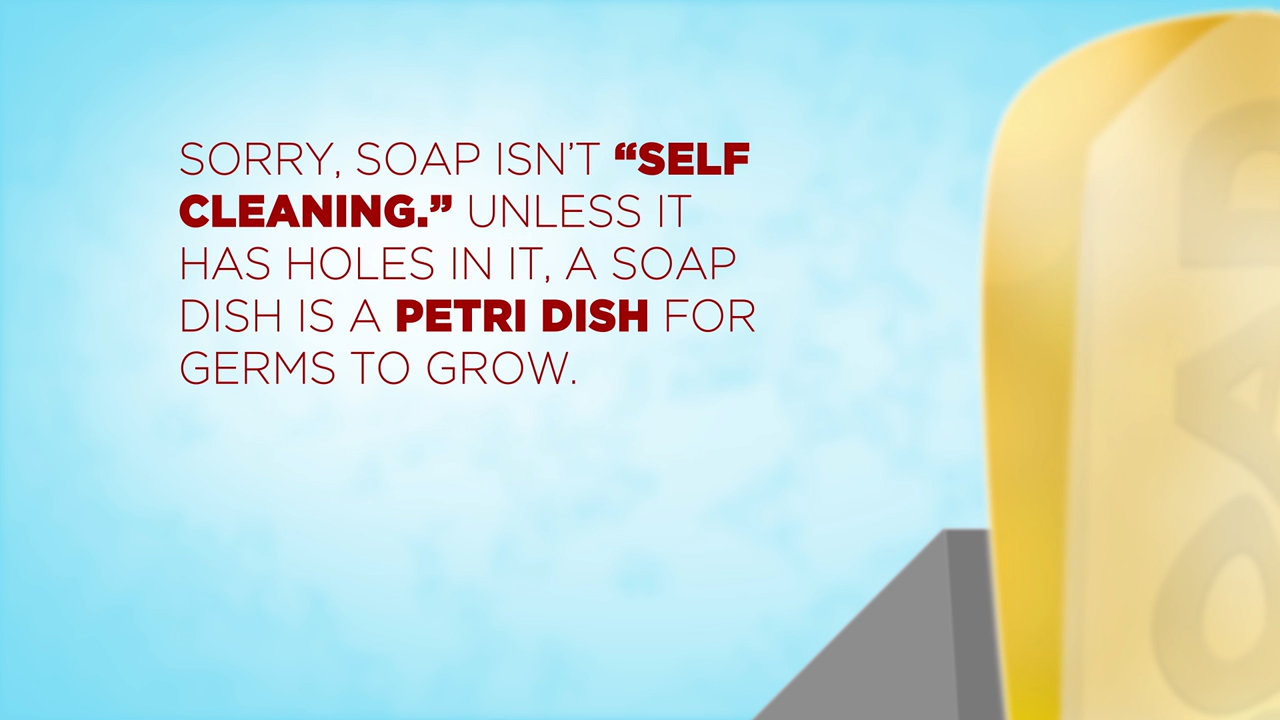 SORRY, SOAP ISN’T “SELF
CLEANING.” UNLESS IT
HAS HOLES IN IT, A SOAP
DISH IS A PETRI DISH FOR
GERMS TO GROW.